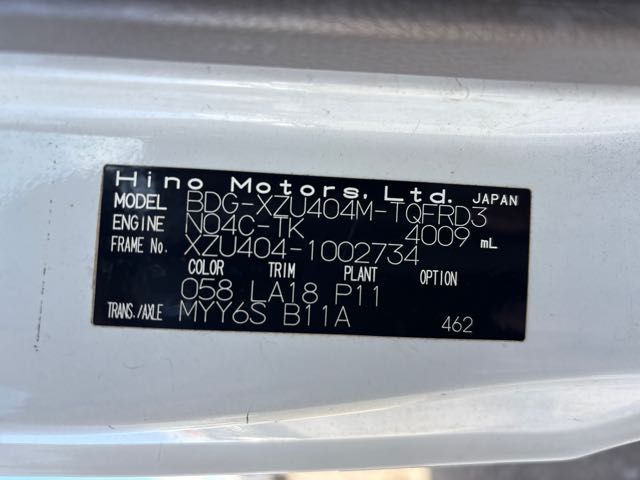 Hino Motors, Ltd. JAPAN
MODEL BDG-XZU404M-TQFRD3
ENGINE N04C-TK 4009 mL
FRAME No. XZU404-1002734
COLOR TRIM PLANT OPTION
058 LA18 P11
TRANS./AXLE MYY6S B11A 462